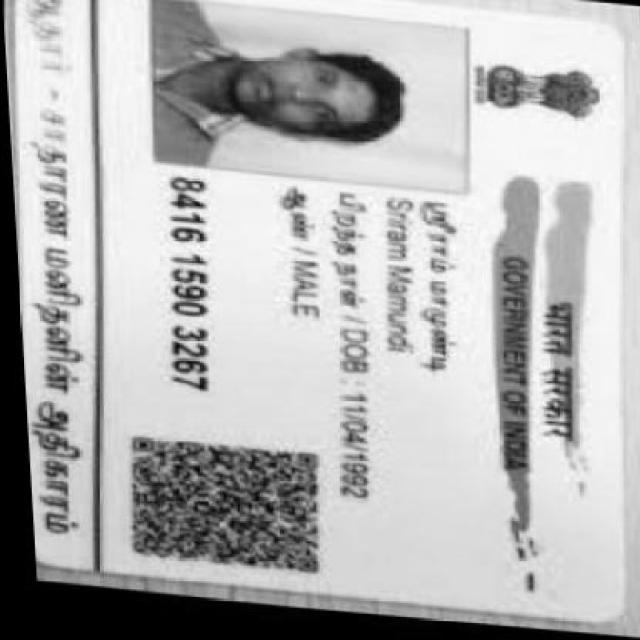 भारत सरकार
GOVERNMENT OF INDIA
ஸ்ரீராம் மாமுண்டி
Sriram Mamundi
பிறந்த நாள் / DOB : 11/04/1992
ஆண் / MALE
8416 1590 3267
ஆதார் - சாதாரண மனிதனின் அதிகாரம்